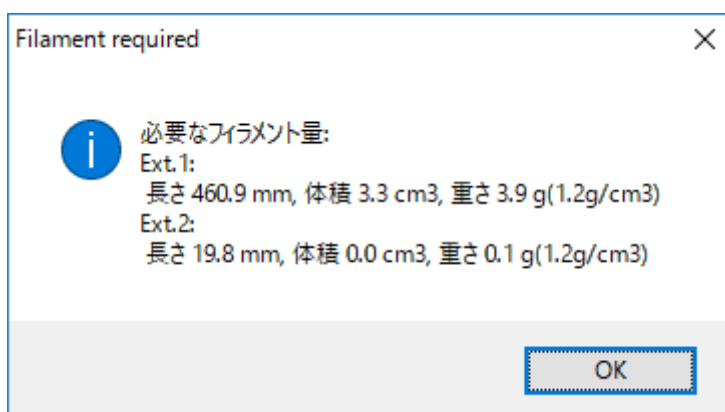 Filament required
必要なフィラメント量:
Ext.1:
長さ 460.9 mm, 体積 3.3 cm3, 重さ 3.9 g(1.2g/cm3)
Ext.2:
長さ 19.8 mm, 体積 0.0 cm3, 重さ 0.1 g(1.2g/cm3)
OK